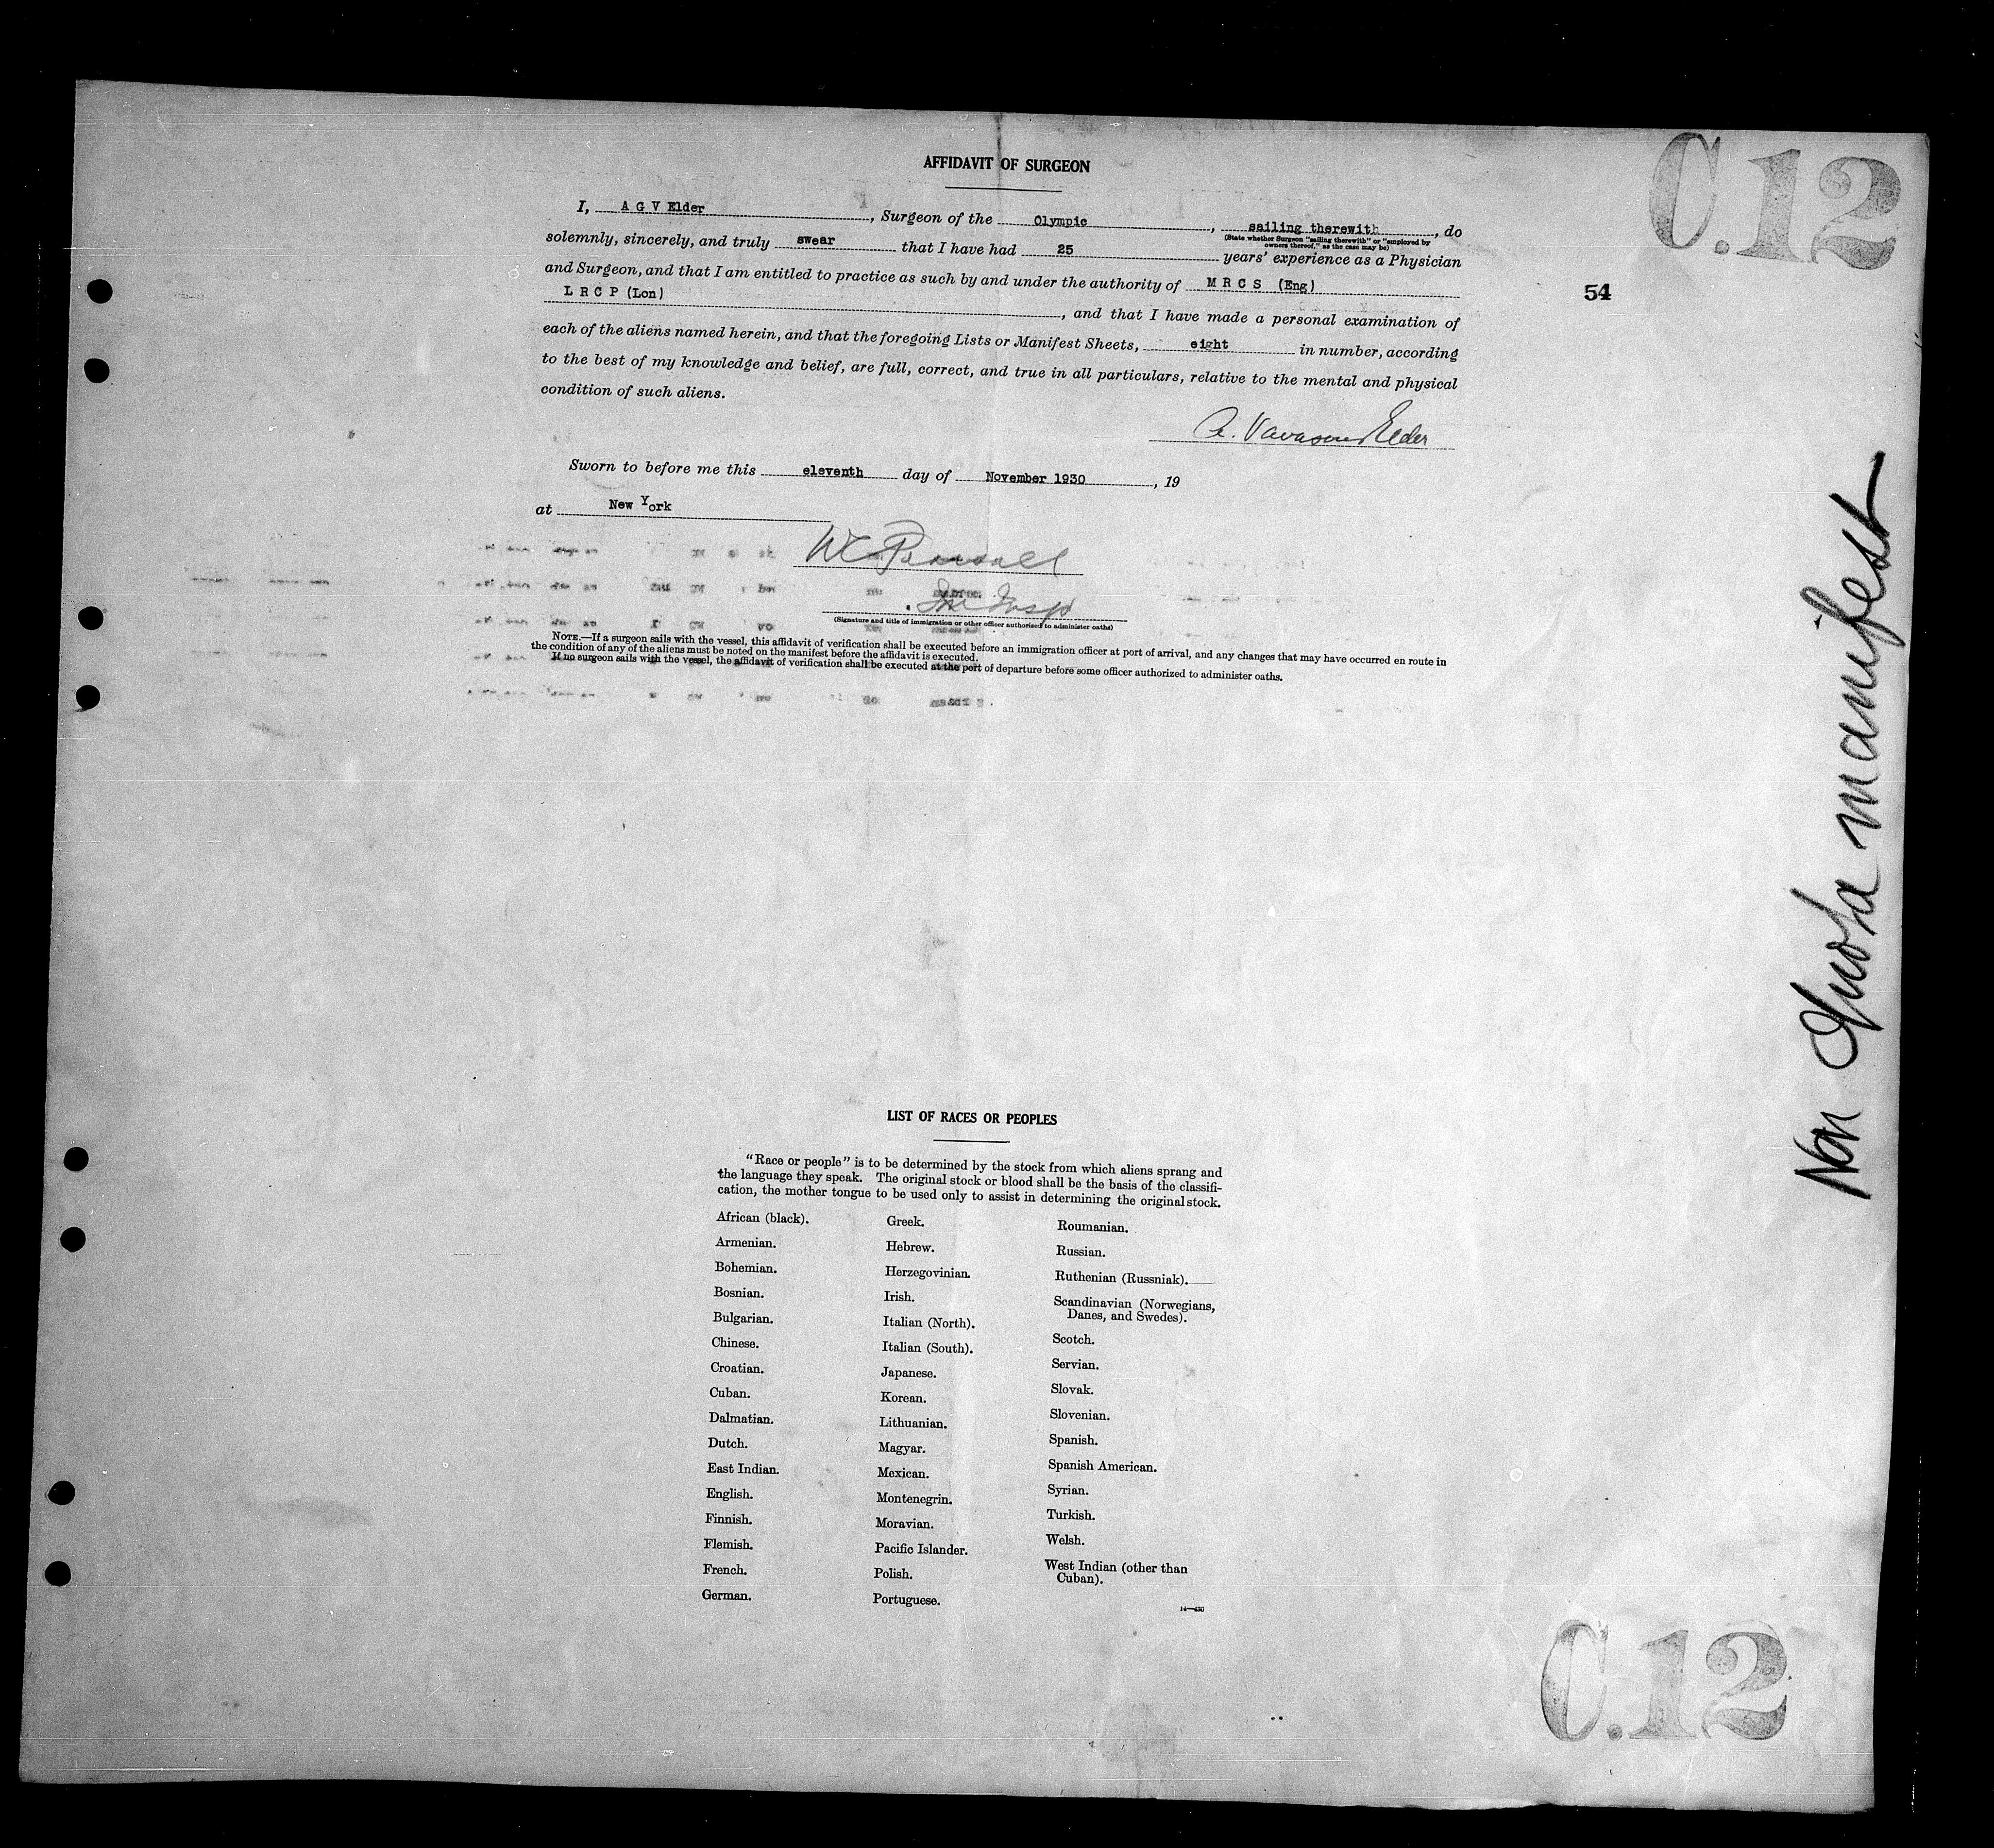 C.12
AFFIDAVIT OF SURGEON
I, A G V Elder, Surgeon of the Olympic, sailing therewith, do
(State whether Surgeon "sailing therewith" or "employed by
owners thereof," as the case may be)
solemnly, sincerely, and truly swear that I have had 25 years' experience as a Physician
and Surgeon, and that I am entitled to practice as such by and under the authority of M R C S (Eng)
54
L R C P (Lon), and that I have made a personal examination of
each of the aliens named herein, and that the foregoing Lists or Manifest Sheets, eight in number, according
to the best of my knowledge and belief, are full, correct, and true in all particulars, relative to the mental and physical
condition of such aliens.
A. Vavasour Elder
Sworn to before me this eleventh day of November 1930, 19
at New York
Imm Insp
(Signature and title of immigration or other officer authorized to administer oaths)
NOTE.—If a surgeon sails with the vessel, this affidavit of verification shall be executed before an immigration officer at port of arrival, and any changes that may have occurred en route in
the condition of any of the aliens must be noted on the manifest before the affidavit is executed.
If no surgeon sails with the vessel, the affidavit of verification shall be executed at the port of departure before some officer authorized to administer oaths.
Non Quota manifest
LIST OF RACES OR PEOPLES
"Race or people" is to be determined by the stock from which aliens sprang and
the language they speak. The original stock or blood shall be the basis of the classifi-
cation, the mother tongue to be used only to assist in determining the original stock.
African (black).
Armenian.
Bohemian.
Bosnian.
Bulgarian.
Chinese.
Croatian.
Cuban.
Dalmatian.
Dutch.
East Indian.
English.
Finnish.
Flemish.
French.
German.
Greek.
Hebrew.
Herzegovinian.
Irish.
Italian (North).
Italian (South).
Japanese.
Korean.
Lithuanian.
Magyar.
Mexican.
Montenegrin.
Moravian.
Pacific Islander.
Polish.
Portuguese.
Roumanian.
Russian.
Ruthenian (Russniak).
Scandinavian (Norwegians,
Danes, and Swedes).
Scotch.
Servian.
Slovak.
Slovenian.
Spanish.
Spanish American.
Syrian.
Turkish.
Welsh.
West Indian (other than
Cuban).
C.12